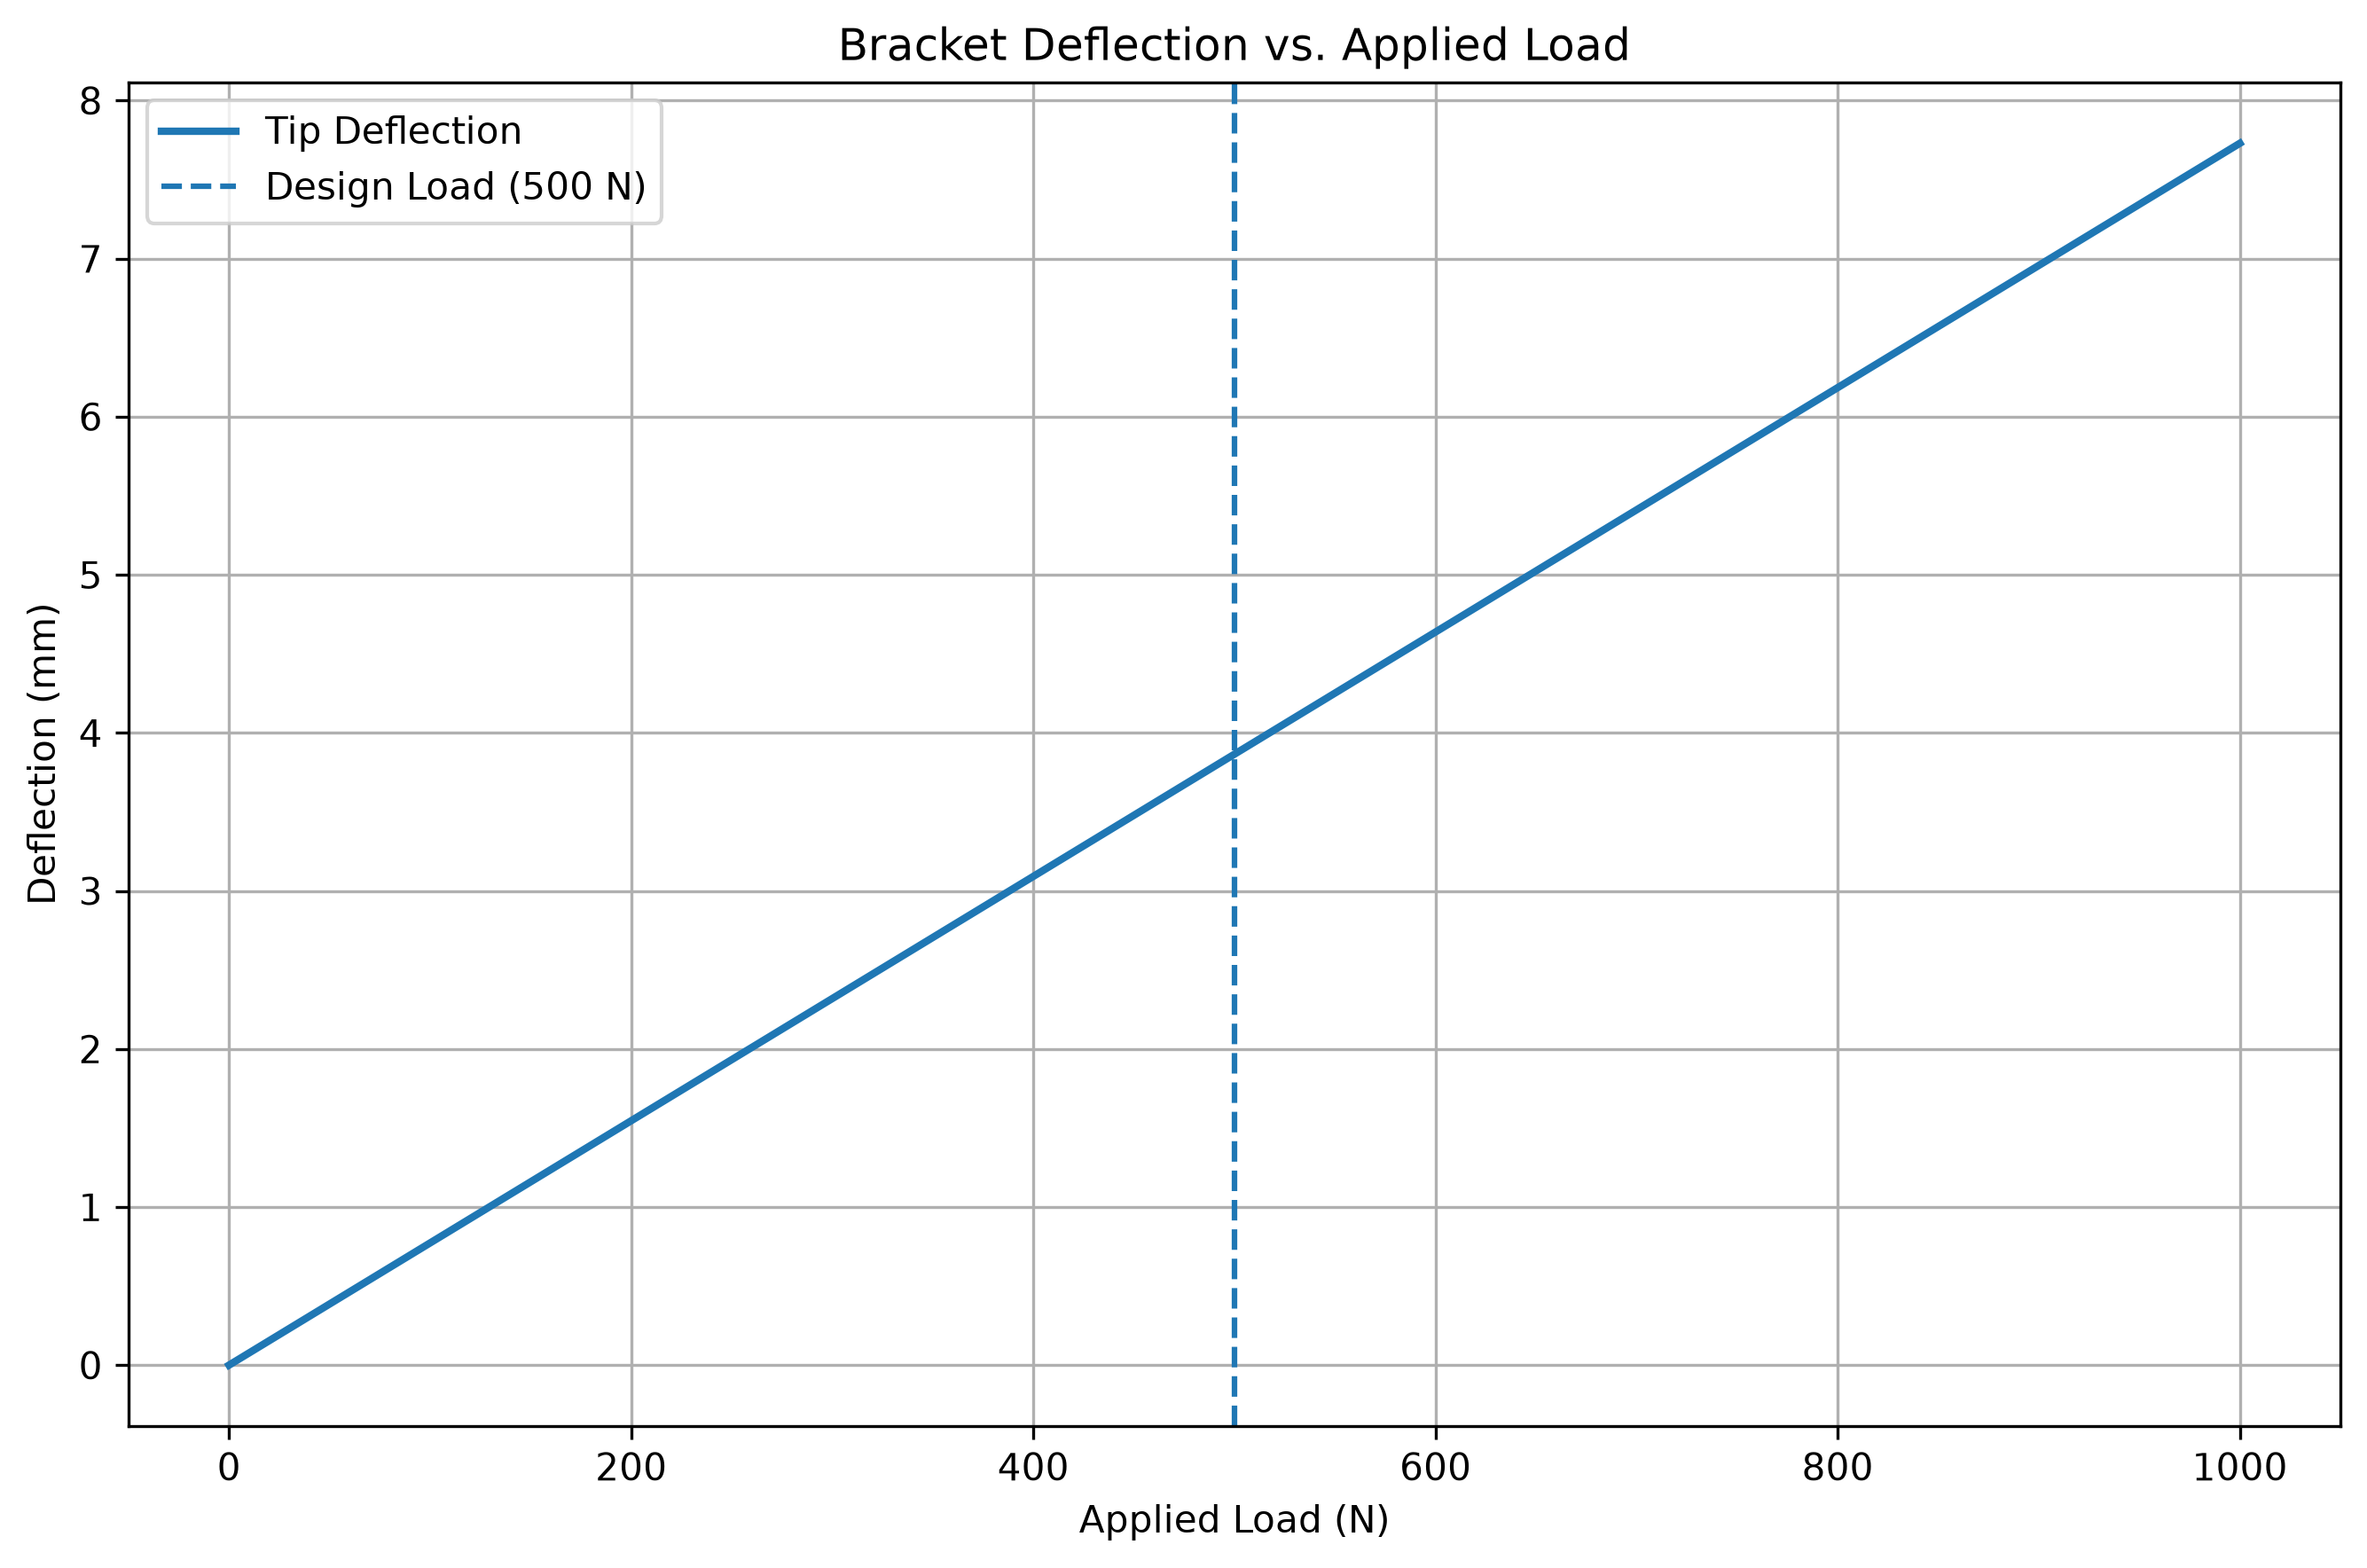 Bracket Deflection vs. Applied Load
Tip Deflection
Design Load (500 N)
Deflection (mm)
8
7
6
5
4
3
2
1
0
0 200 400 600 800 1000
Applied Load (N)